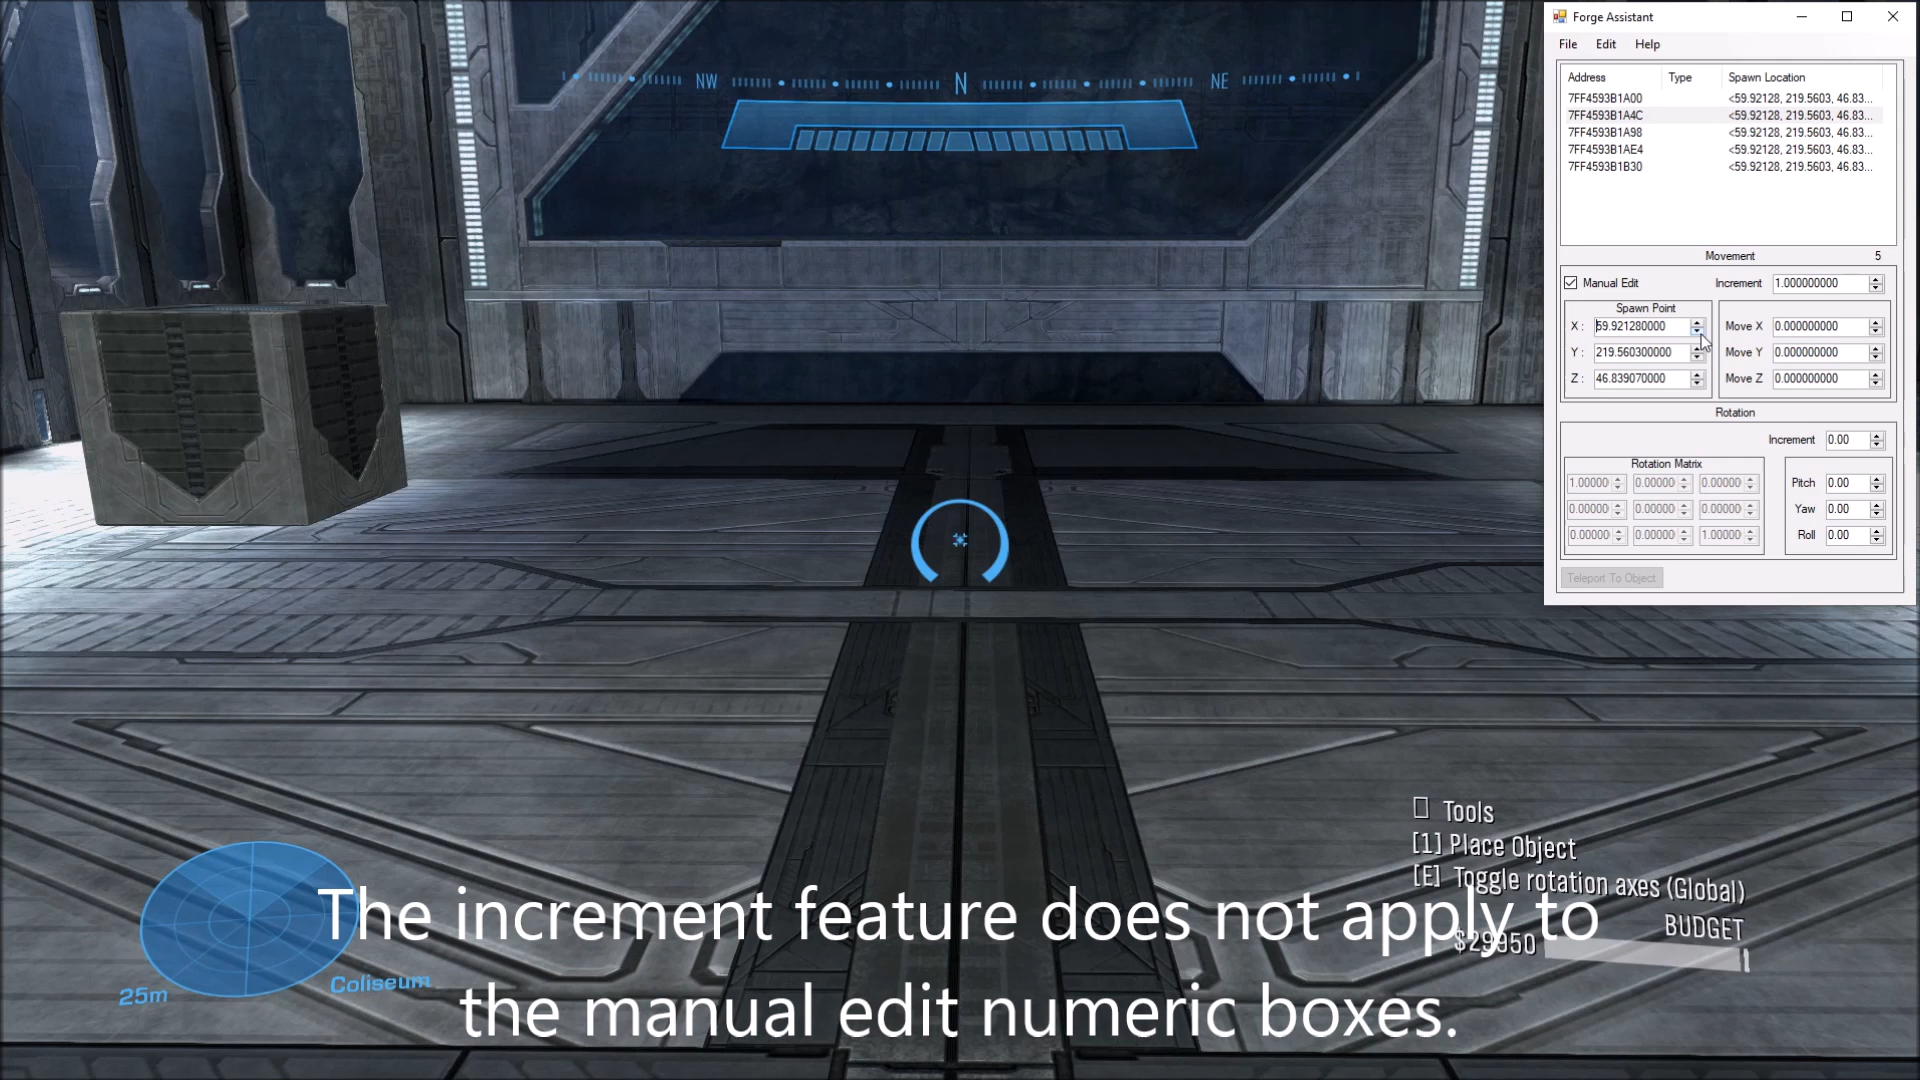 Forge Assistant
File Edit Help
Address Type Spawn Location
7FF4593B1A00 <59.92128, 219.5603, 46.83...
7FF4593B1A4C <59.92128, 219.5603, 46.83...
7FF4593B1A98 <59.92128, 219.5603, 46.83...
7FF4593B1AE4 <59.92128, 219.5603, 46.83...
7FF4593B1B30 <59.92128, 219.5603, 46.83...
Movement 5
Manual Edit Increment 1.000000000
Spawn Point
X : 59.921280000 Move X 0.000000000
Y : 219.560300000 Move Y 0.000000000
Z : 46.839070000 Move Z 0.000000000
Rotation
Increment 0.00
Rotation Matrix
1.00000 0.00000 0.00000 Pitch 0.00
0.00000 0.00000 0.00000 Yaw 0.00
0.00000 0.00000 1.00000 Roll 0.00
Teleport To Object
NW N NE
Tools
[1] Place Object
[E] Toggle rotation axes (Global)
BUDGET
$29950
25m Coliseum
The increment feature does not apply to
the manual edit numeric boxes.